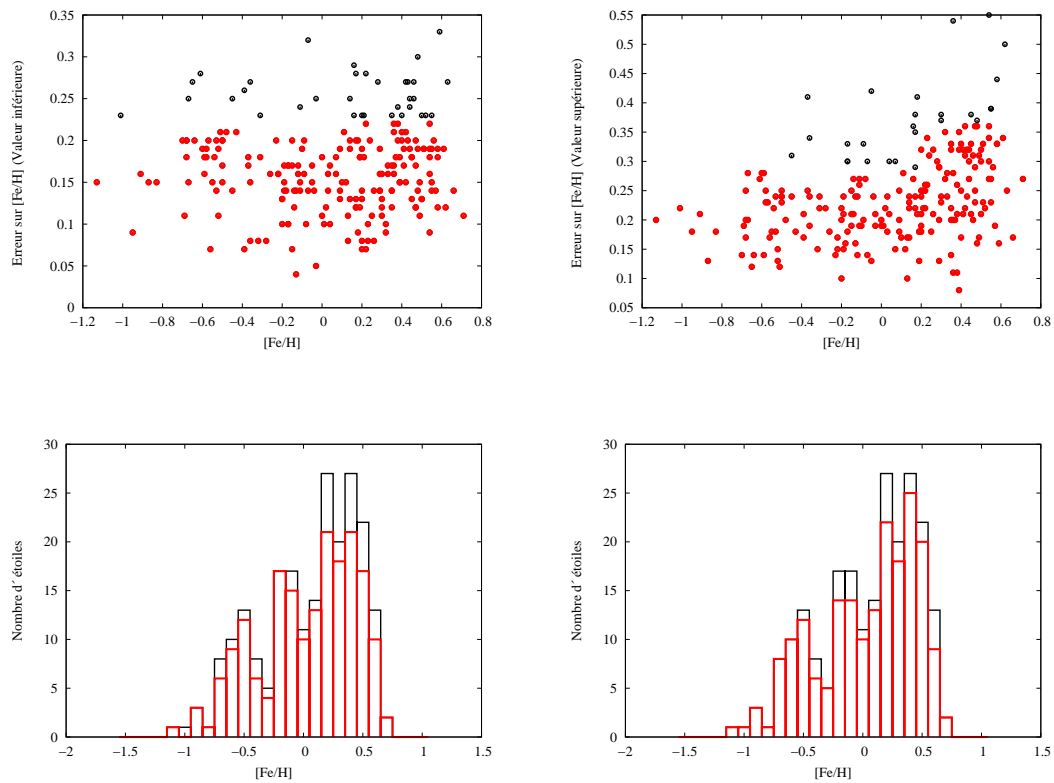 0.35
0.3
0.25
0.2
0.15
0.1
0.05
0
−1.2 −1 −0.8 −0.6 −0.4 −0.2 0 0.2 0.4 0.6 0.8
[Fe/H]
Erreur sur [Fe/H] (Valeur inférieure)
0.55
0.5
0.45
0.4
0.35
0.3
0.25
0.2
0.15
0.1
0.05
−1.2 −1 −0.8 −0.6 −0.4 −0.2 0 0.2 0.4 0.6 0.8
[Fe/H]
Erreur sur [Fe/H] (Valeur supérieure)
30
25
20
15
10
5
0
−2 −1.5 −1 −0.5 0 0.5 1 1.5
[Fe/H]
Nombre d´ étoiles
30
25
20
15
10
5
0
−2 −1.5 −1 −0.5 0 0.5 1 1.5
[Fe/H]
Nombre d´ étoiles